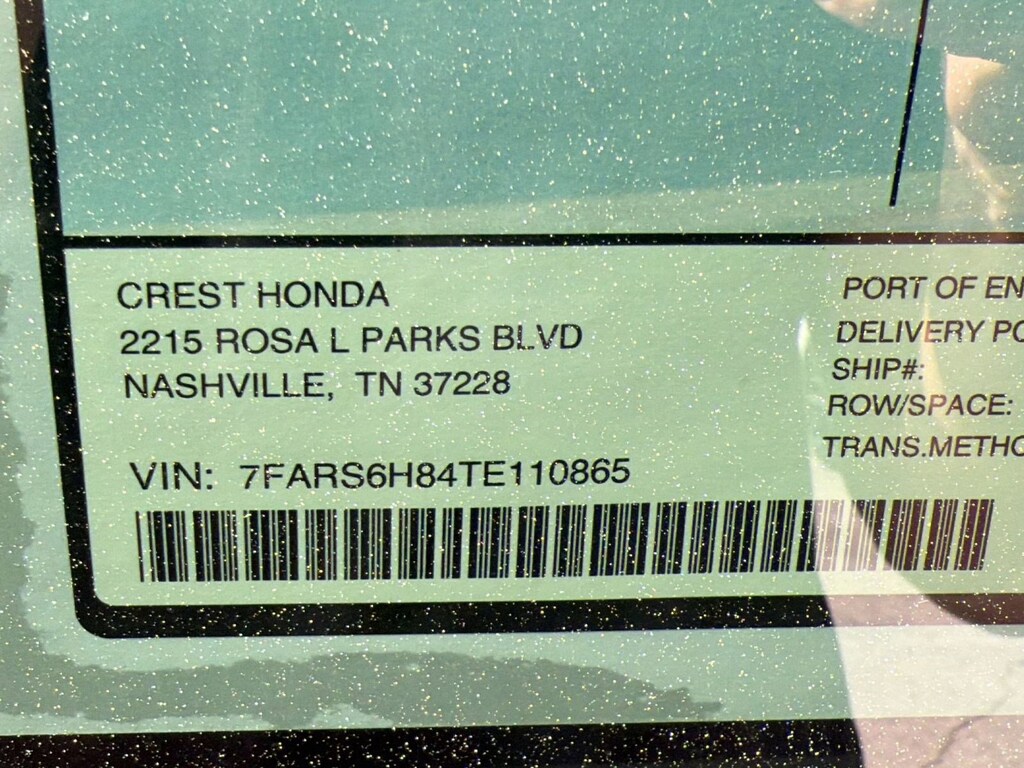 CREST HONDA
2215 ROSA L PARKS BLVD
NASHVILLE, TN 37228
VIN: 7FARS6H84TE110865
PORT OF EN
DELIVERY PO
SHIP#:
ROW/SPACE:
TRANS.METHO